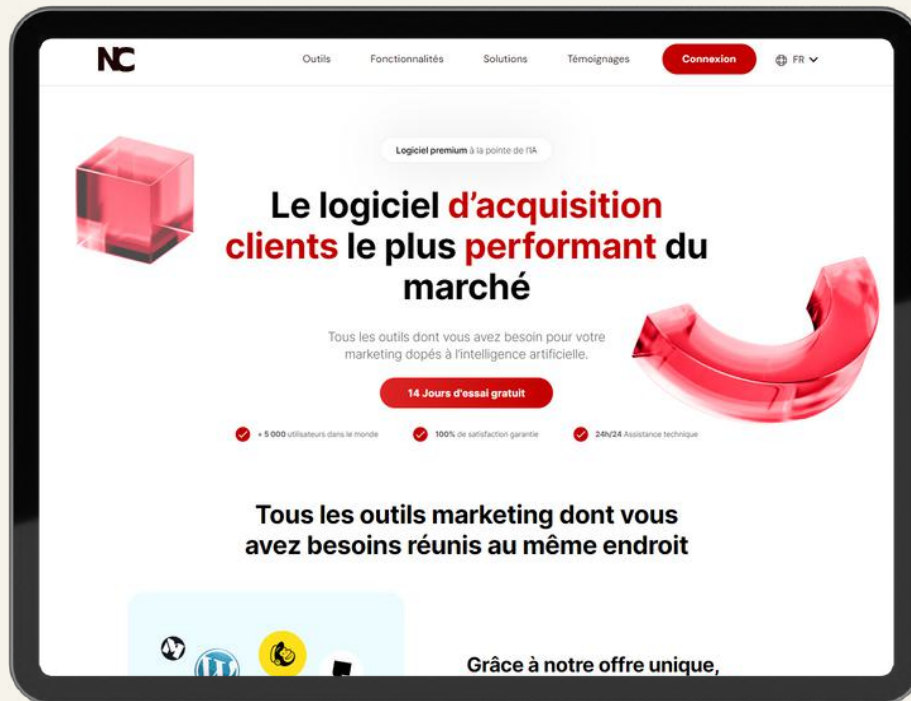 NC
Outils Fonctionnalités Solutions Témoignages Connexion FR
Logiciel premium à la pointe de l'IA
Le logiciel d'acquisition
clients le plus performant du
marché
Tous les outils dont vous avez besoin pour votre
marketing dopés à l'intelligence artificielle.
14 Jours d'essai gratuit
+ 5 000 utilisateurs dans le monde 100% de satisfaction garantie 24h/24 Assistance technique
Tous les outils marketing dont vous
avez besoins réunis au même endroit
Grâce à notre offre unique,